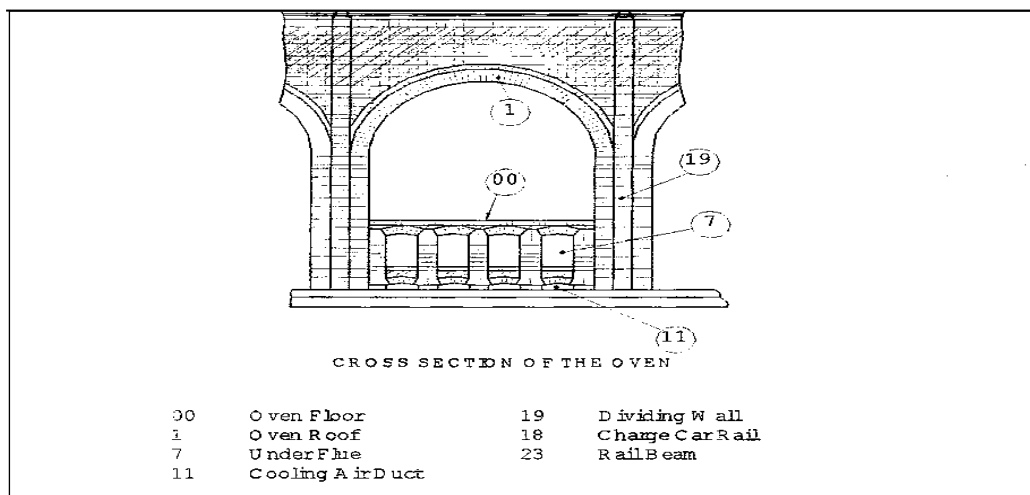 1
19
00
7
11
CROSS SECTION OF THE OVEN
00 Oven Floor 19 Dividing Wall
1 Oven Roof 18 Charge Car Rail
7 Under Flue 23 Rail Beam
11 Cooling Air Duct